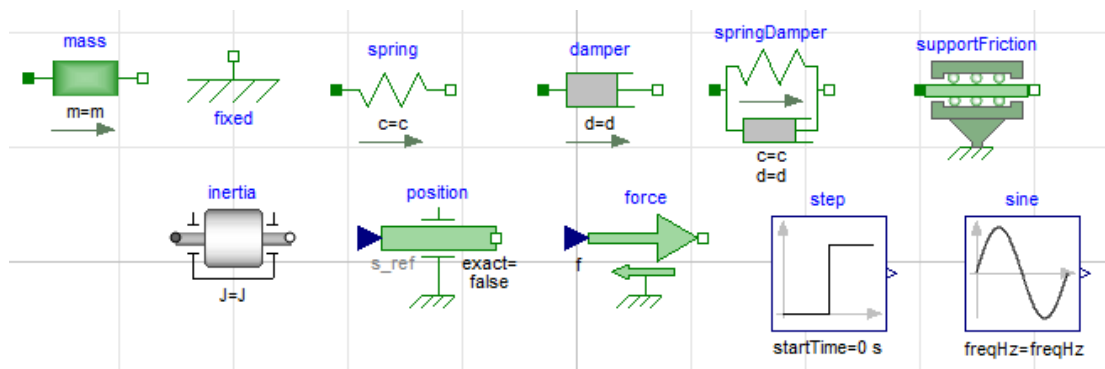 mass
m=m
fixed
spring
c=c
damper
d=d
springDamper
c=c
d=d
supportFriction
inertia
J=J
position
s_ref
exact=
false
force
f
step
startTime=0 s
sine
freqHz=freqHz